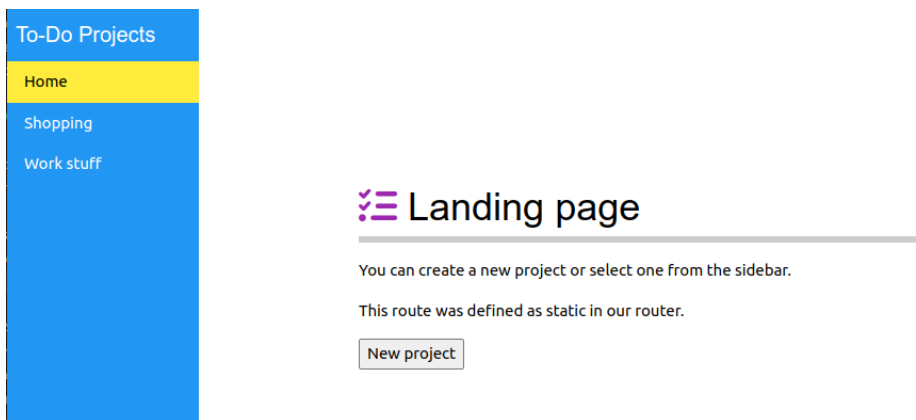 To-Do Projects
Home
Shopping
Work stuff
Landing page
You can create a new project or select one from the sidebar.
This route was defined as static in our router.
New project